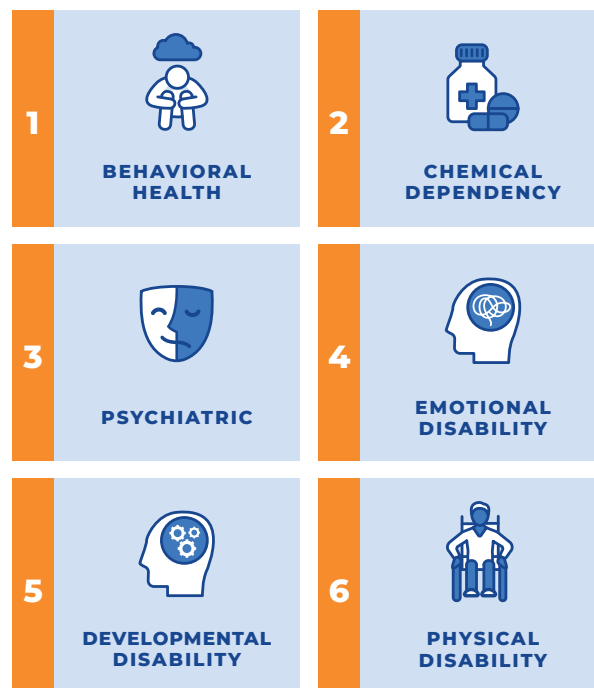 1
BEHAVIORAL
HEALTH
2
CHEMICAL
DEPENDENCY
3
PSYCHIATRIC
4
EMOTIONAL
DISABILITY
5
DEVELOPMENTAL
DISABILITY
6
PHYSICAL
DISABILITY